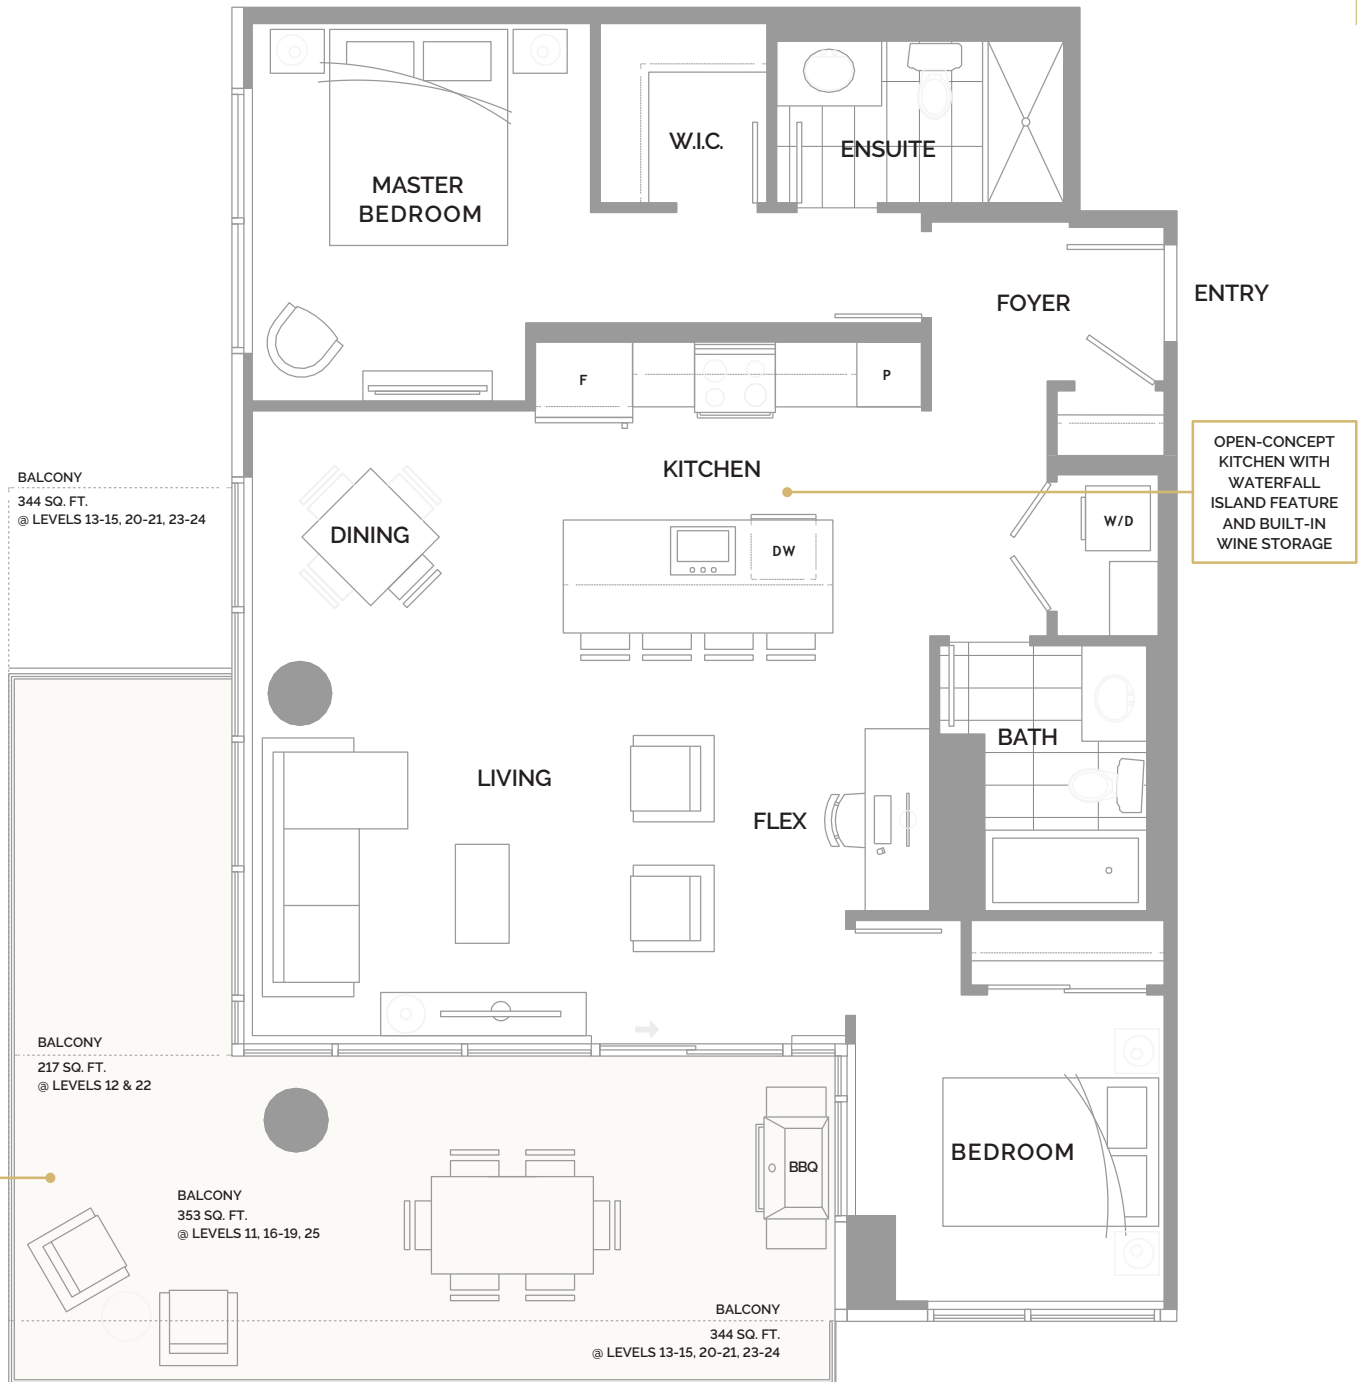 W.I.C.
ENSUITE
MASTER
BEDROOM
FOYER
ENTRY
F
P
KITCHEN
OPEN-CONCEPT
KITCHEN WITH
WATERFALL
ISLAND FEATURE
AND BUILT-IN
WINE STORAGE
BALCONY
344 SQ. FT.
@ LEVELS 13-15, 20-21, 23-24
DINING
DW
W/D
BATH
LIVING
FLEX
BALCONY
217 SQ. FT.
@ LEVELS 12 & 22
BEDROOM
BBQ
BALCONY
353 SQ. FT.
@ LEVELS 11, 16-19, 25
BALCONY
344 SQ. FT.
@ LEVELS 13-15, 20-21, 23-24